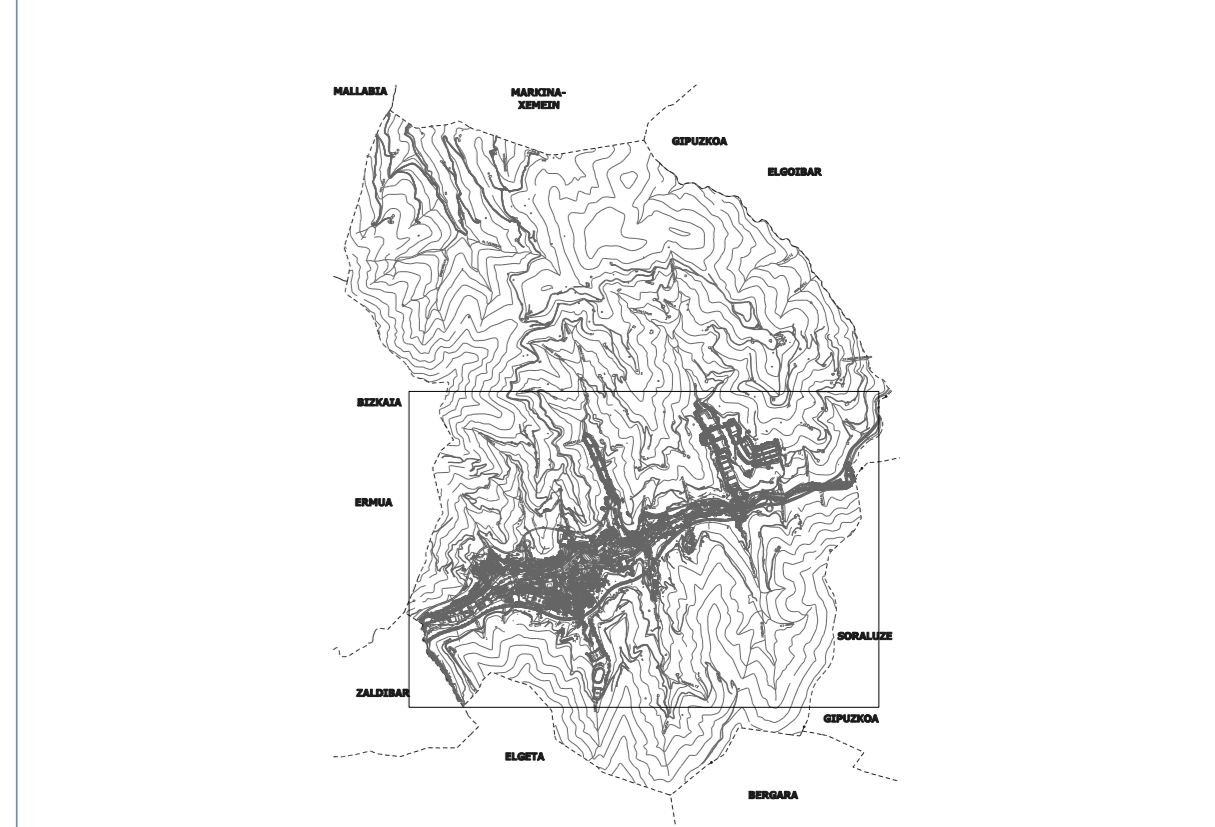 MALLABIA
MARKINA-
XEMEIN
GIPUZKOA
ELGOIBAR
BIZKAIA
ERMUA
SORALUZE
ZALDIBAR
GIPUZKOA
ELGETA
BERGARA